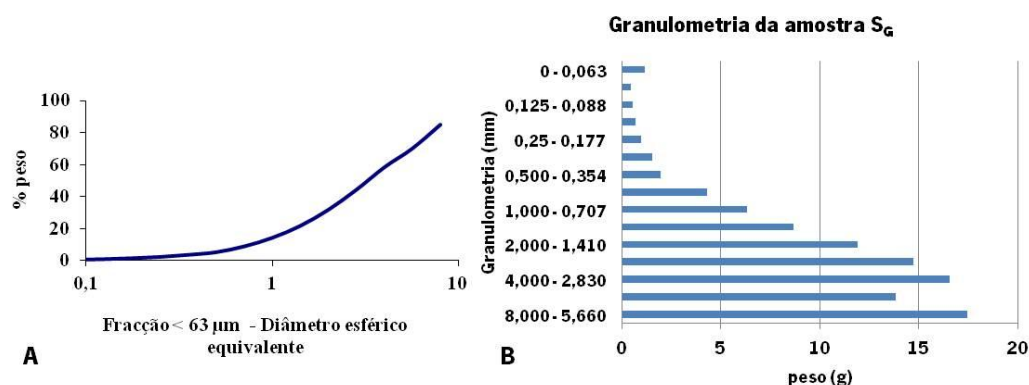 100
80
60
40
20
0
% peso
0,1
1
10
Fracção < 63 µm - Diâmetro esférico
equivalente
A
Granulometria da amostra SG
Granulometria (mm)
0 - 0,063
0,125 - 0,088
0,25 - 0,177
0,500 - 0,354
1,000 - 0,707
2,000 - 1,410
4,000 - 2,830
8,000 - 5,660
0
5
10
15
20
peso (g)
B